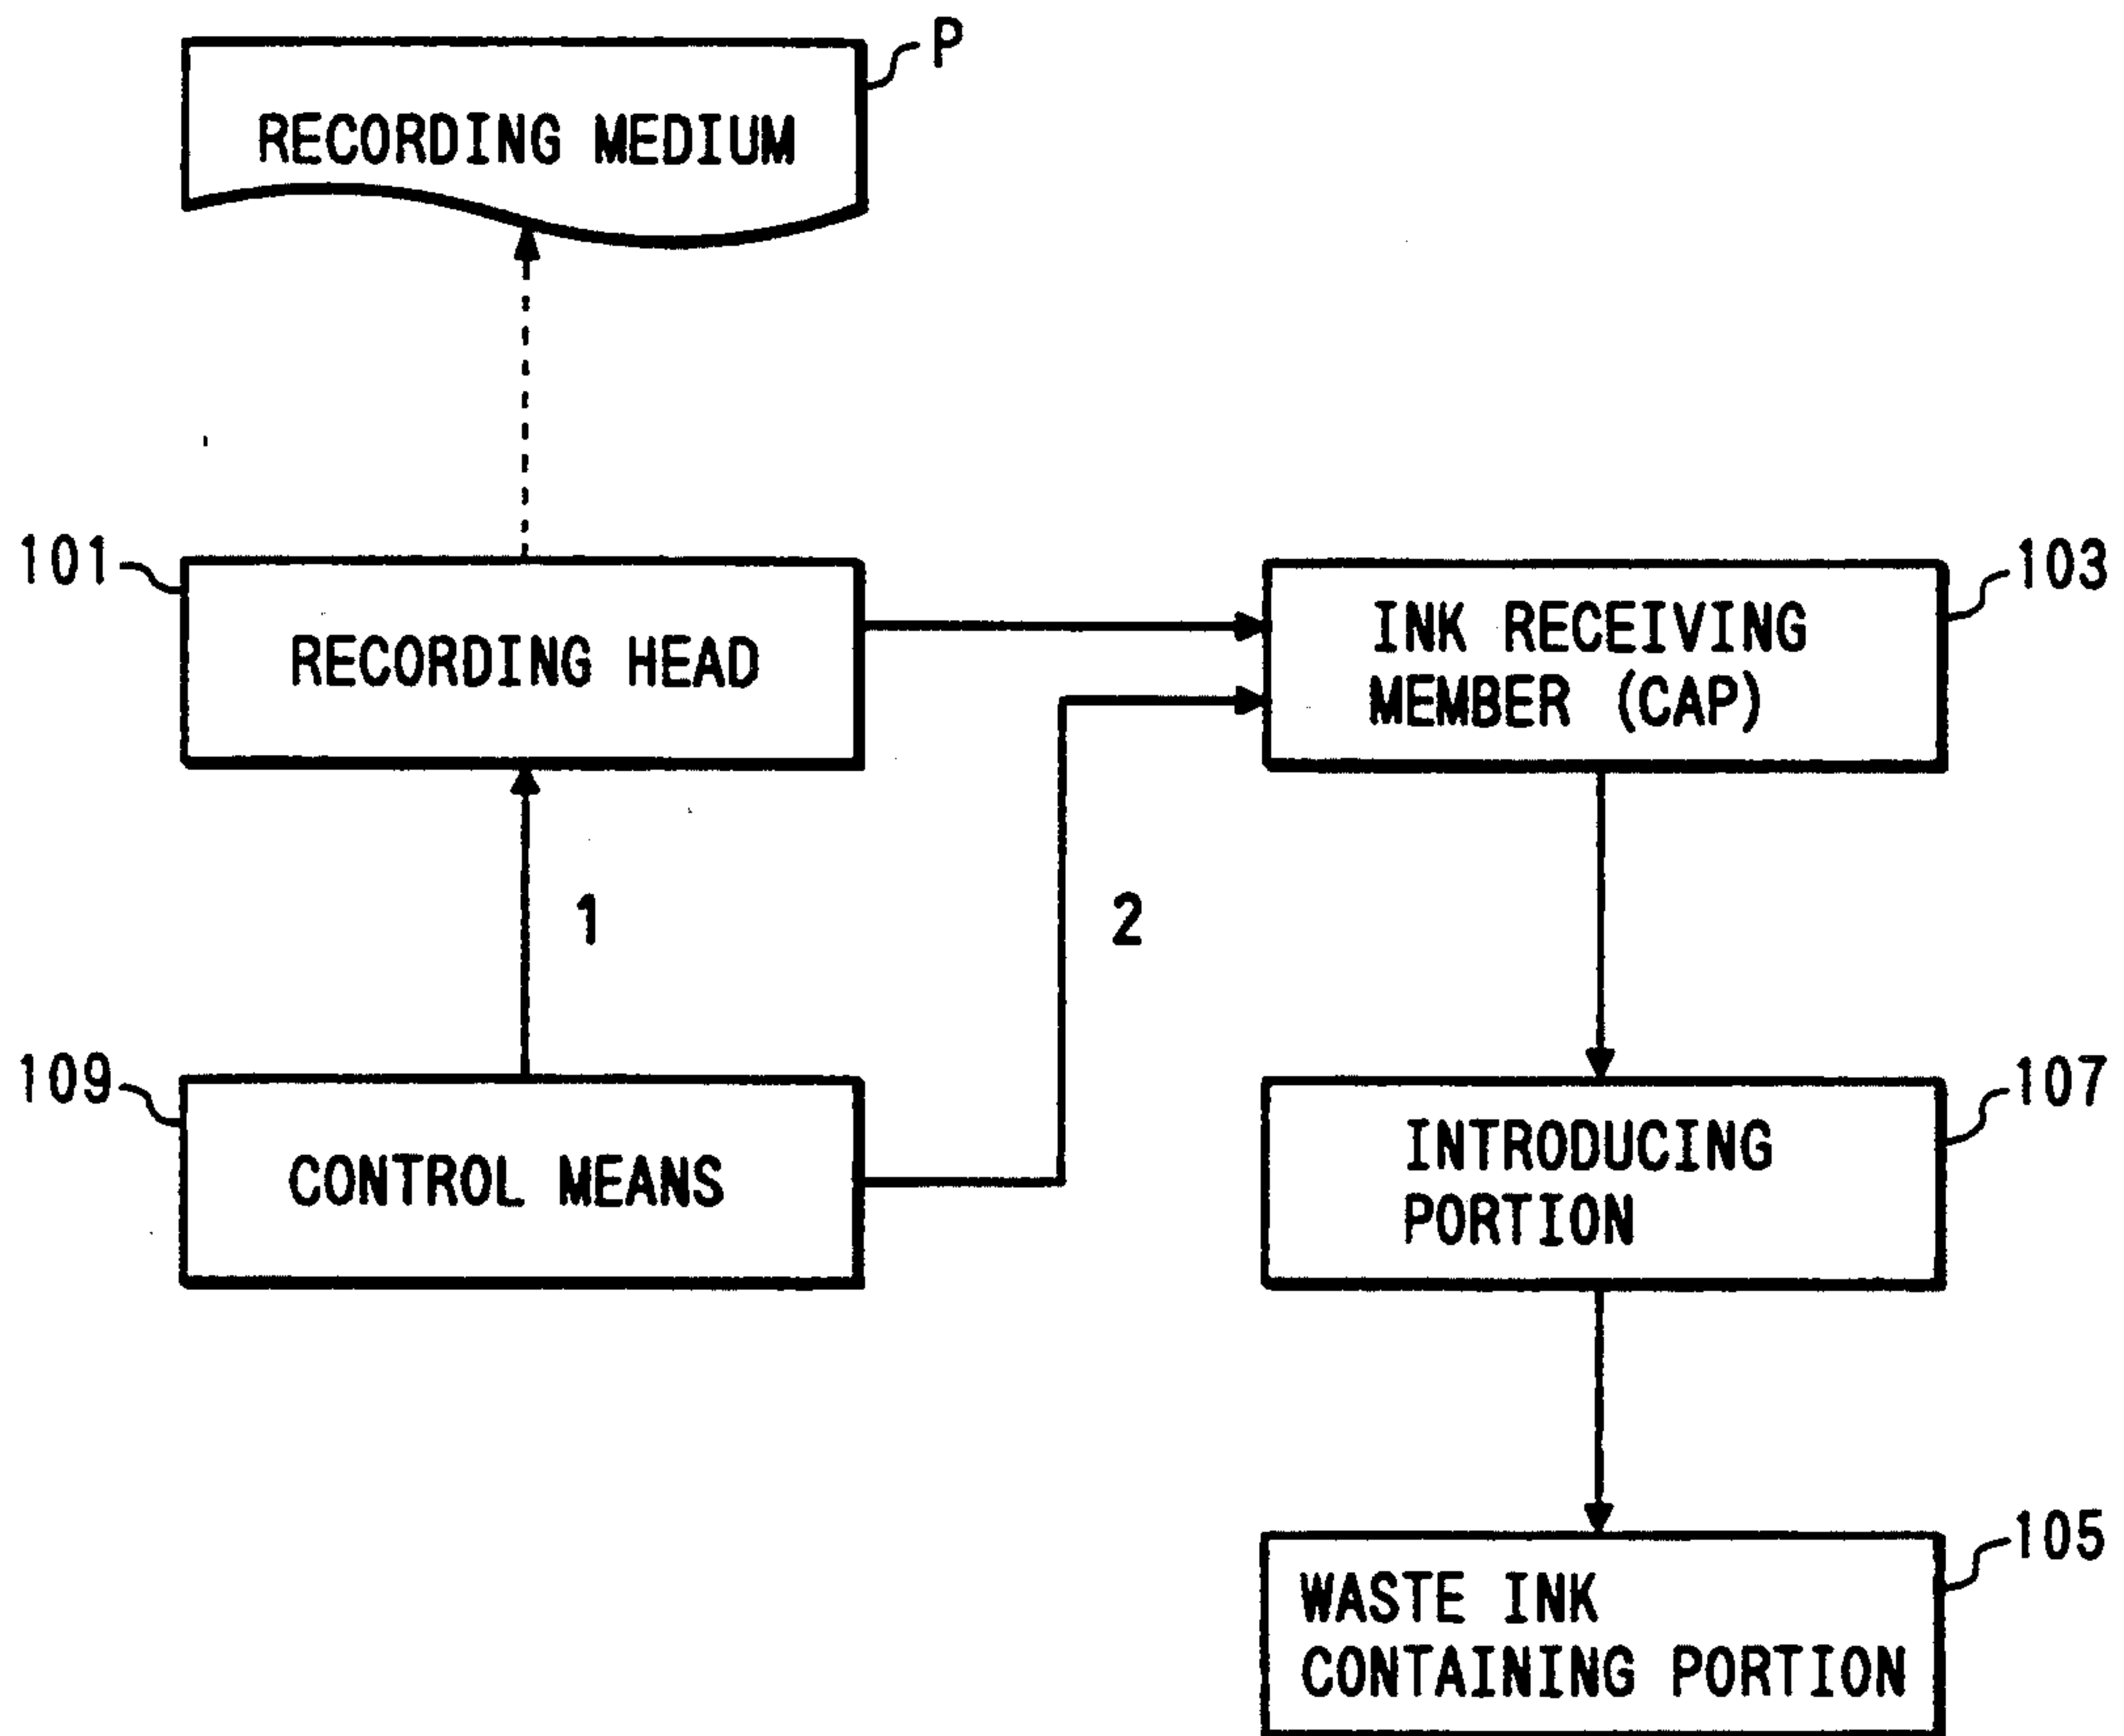 P
RECORDING MEDIUM
101
RECORDING HEAD
103
INK RECEIVING
MEMBER (CAP)
1
2
109
CONTROL MEANS
107
INTRODUCING
PORTION
105
WASTE INK
CONTAINING PORTION